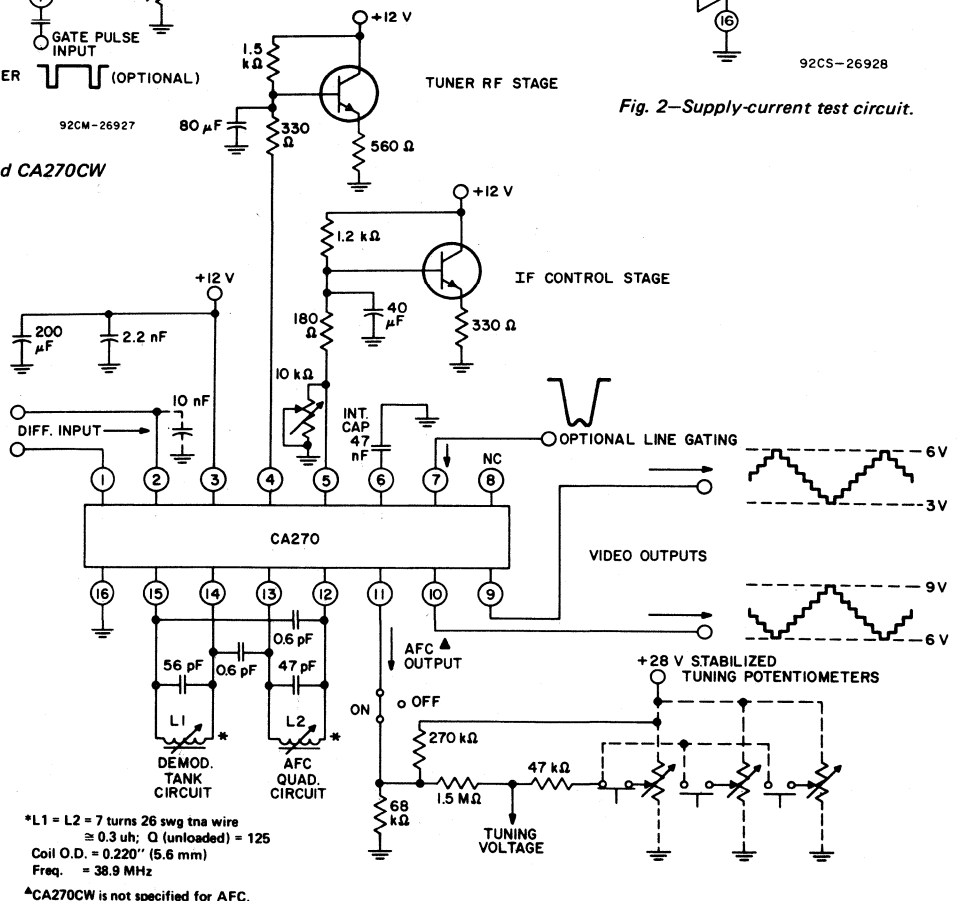 GATE PULSE
INPUT
ER
(OPTIONAL)
92CM-26927
d CA270CW
+12 V
1.5
kΩ
TUNER RF STAGE
80 µF
330
Ω
560 Ω
16
92CS-26928
Fig. 2—Supply-current test circuit.
+12 V
1.2 kΩ
IF CONTROL STAGE
40
µF
180
Ω
330 Ω
+12 V
200
µF
2.2 nF
10 kΩ
10 nF
DIFF. INPUT
INT.
CAP
47
nF
OPTIONAL LINE GATING
NC
1 2 3 4 5 6 7 8
6V
3V
CA270
VIDEO OUTPUTS
16 15 14 13 12 11 10 9
9V
6V
0.6 pF
0.6 pF
56 pF
47 pF
AFC ▲
OUTPUT
+28 V STABILIZED
TUNING POTENTIOMETERS
ON
OFF
L1 *
L2 *
DEMOD.
TANK
CIRCUIT
AFC
QUAD.
CIRCUIT
270 kΩ
47 kΩ
1.5 MΩ
68
kΩ
TUNING
VOLTAGE
*L1 = L2 = 7 turns 26 swg tna wire
≅ 0.3 uh; Q (unloaded) = 125
Coil O.D. = 0.220" (5.6 mm)
Freq. = 38.9 MHz
▲CA270CW is not specified for AFC.